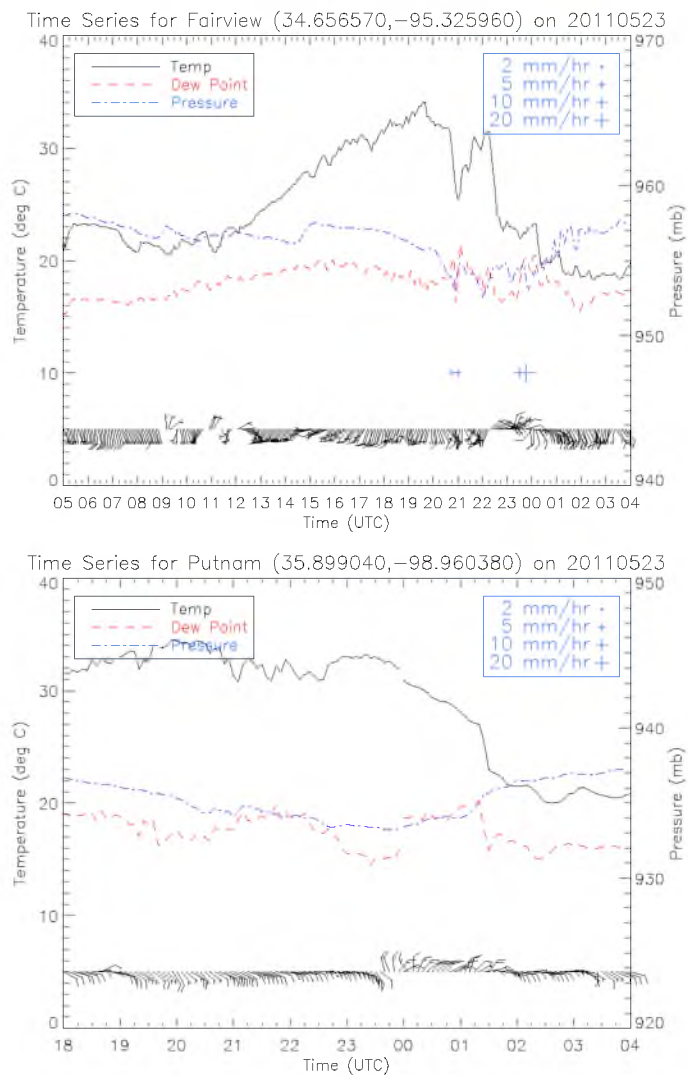 Time Series for Fairview (34.656570,-95.325960) on 20110523
40
30
20
10
0
Temperature (deg C)
Temp
Dew Point
Pressure
2 mm/hr
5 mm/hr
10 mm/hr
20 mm/hr
970
960
950
940
Pressure (mb)
05 06 07 09 10 11 12 13 14 15 16 17 18 19 20 21 22 23 00 01 02 03 04
Time (UTC)
Time Series for Putnam (35.899040,-98.960380) on 20110523
40
30
20
10
0
Temperature (deg C)
Temp
Dew Point
Pressure
2 mm/hr
5 mm/hr
10 mm/hr
20 mm/hr
950
940
930
920
Pressure (mb)
18 19 20 21 22 23 00 01 02 03 04
Time (UTC)